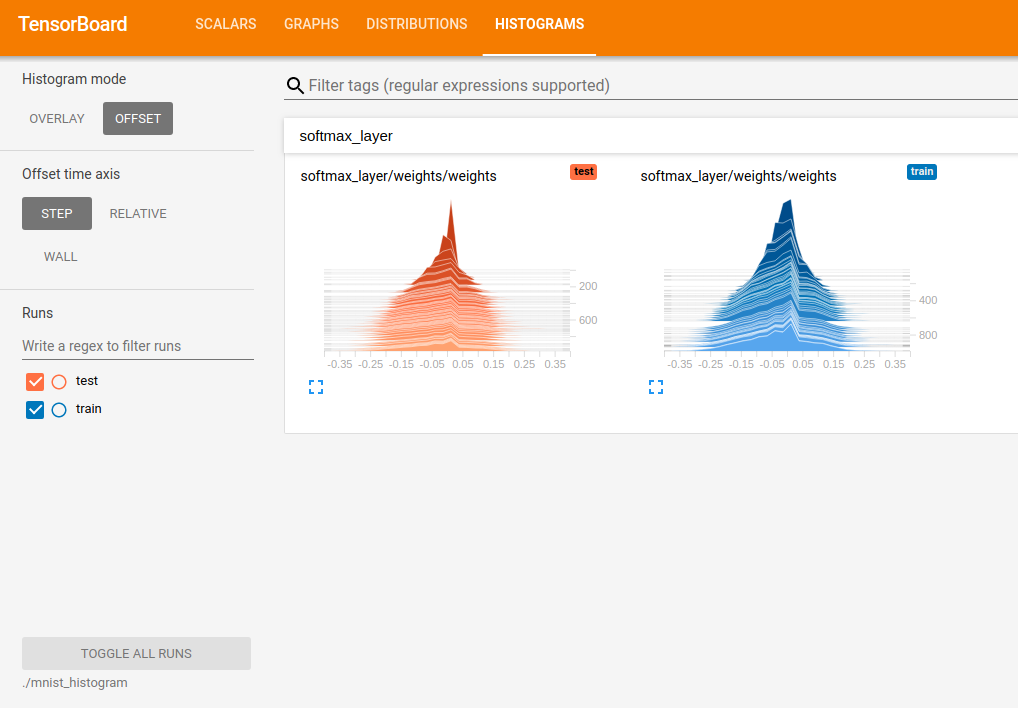 TensorBoard SCALARS GRAPHS DISTRIBUTIONS HISTOGRAMS
Histogram mode
OVERLAY OFFSET
Offset time axis
STEP RELATIVE
WALL
Runs
Write a regex to filter runs
test
train
TOGGLE ALL RUNS
./mnist_histogram
Filter tags (regular expressions supported)
softmax_layer
softmax_layer/weights/weights test
200
600
-0.35 -0.25 -0.15 -0.05 0.05 0.15 0.25 0.35
softmax_layer/weights/weights train
400
800
-0.35 -0.25 -0.15 -0.05 0.05 0.15 0.25 0.35